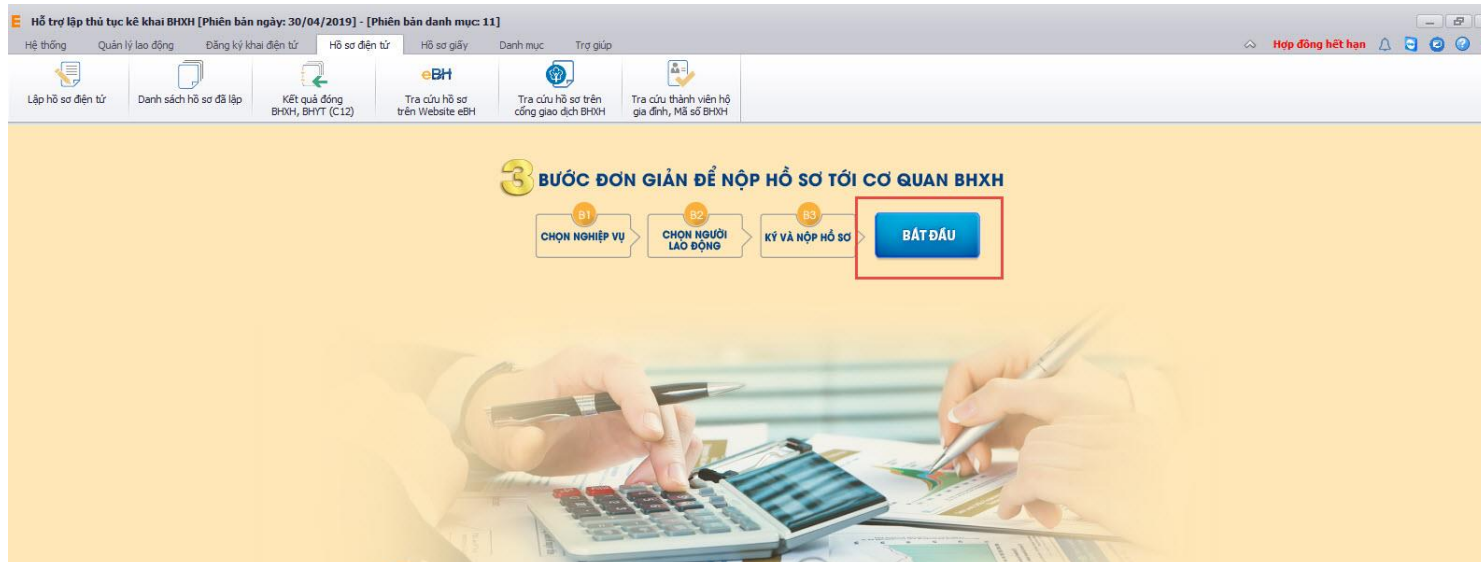 Hỗ trợ lập thủ tục kê khai BHXH [Phiên bản ngày: 30/04/2019] - [Phiên bản danh mục: 11]
Hệ thống Quản lý lao động Đăng ký khai điện tử Hồ sơ điện tử Hồ sơ giấy Danh mục Trợ giúp Hợp đồng hết hạn
Lập hồ sơ điện tử Danh sách hồ sơ đã lập Kết quả đóng BHXH, BHYT (C12) eBH Tra cứu hồ sơ trên Website eBH Tra cứu hồ sơ trên cổng giao dịch BHXH Tra cứu thành viên hộ gia đình, Mã số BHXH
3 BƯỚC ĐƠN GIẢN ĐỂ NỘP HỒ SƠ TỚI CƠ QUAN BHXH
B1 B2 B3
CHỌN NGHIỆP VỤ CHỌN NGƯỜI LAO ĐỘNG KÝ VÀ NỘP HỒ SƠ BẮT ĐẦU